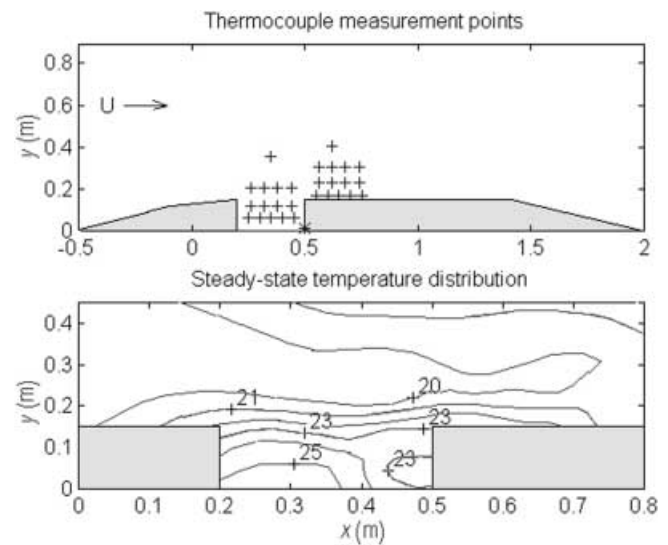 Thermocouple measurement points
0.8
0.6
0.4
0.2
0
y (m)
U
-0.5 0 0.5 1 1.5 2
Steady-state temperature distribution
0.4
0.3
0.2
0.1
0
y (m)
21 20
23 23
25 23
0 0.1 0.2 0.3 0.4 0.5 0.6 0.7 0.8
x (m)